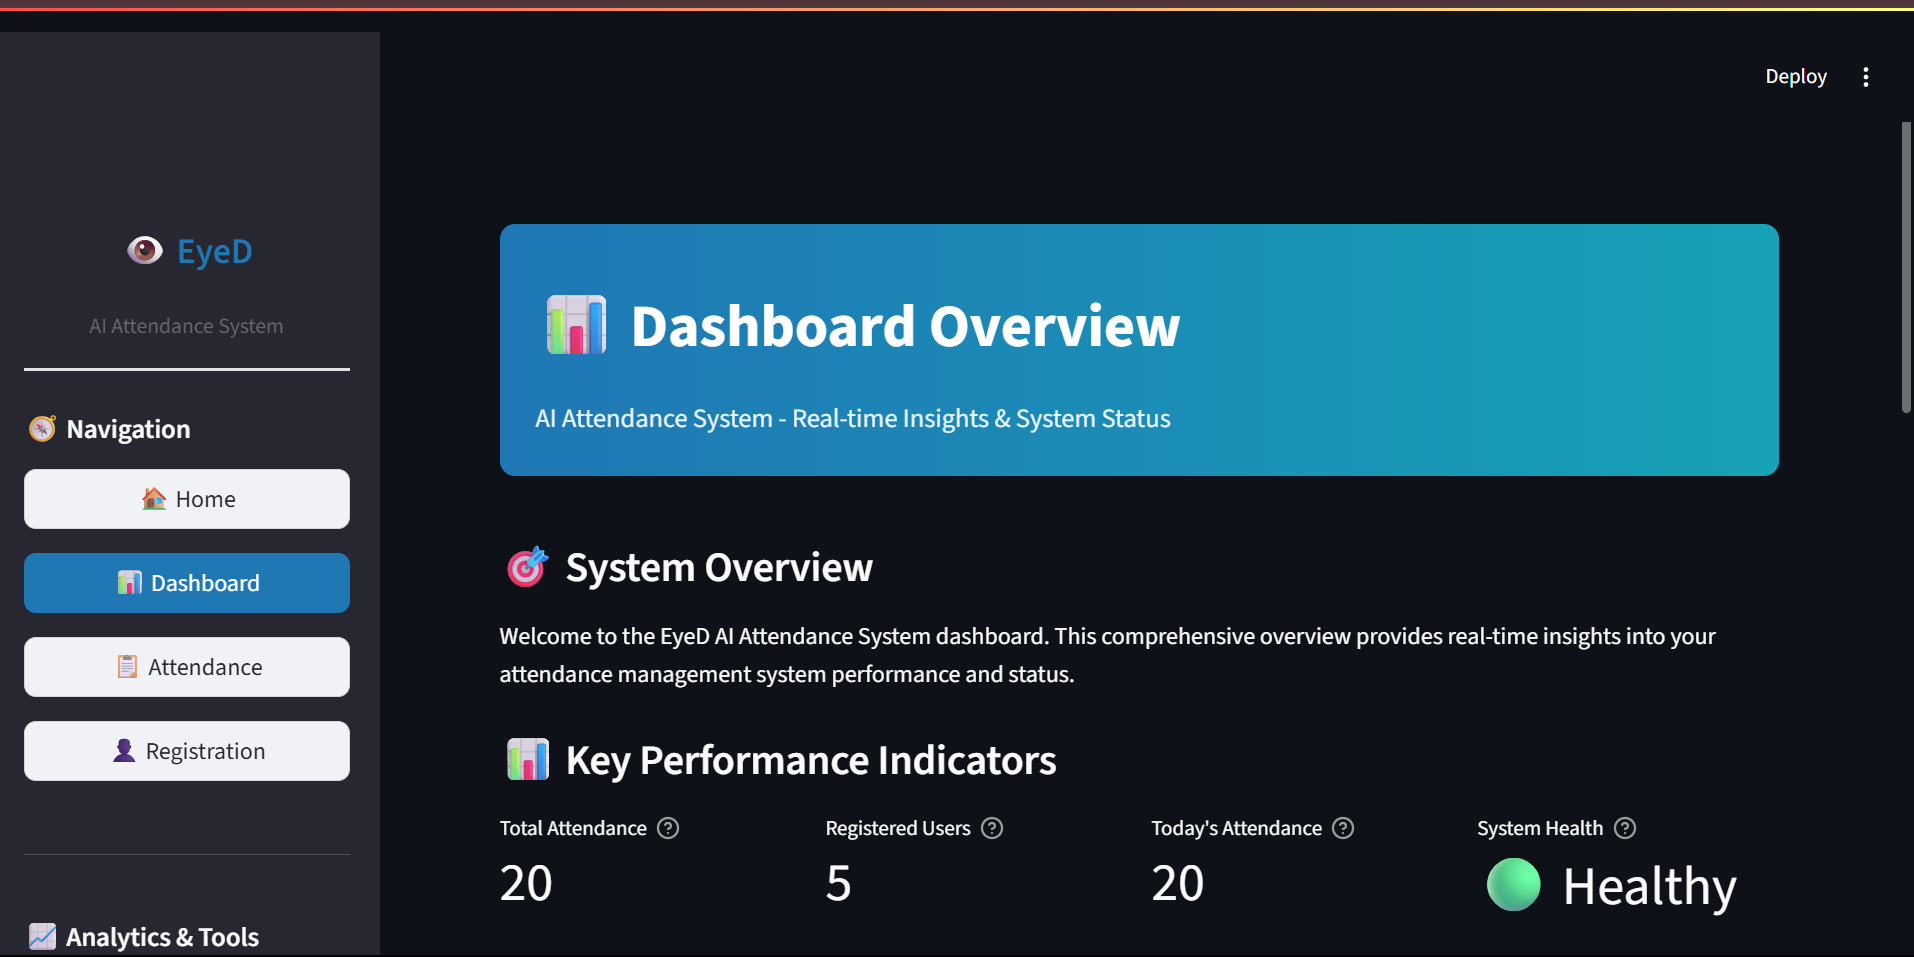 Deploy
EyeD
AI Attendance System
Navigation
Home
Dashboard
Attendance
Registration
Analytics & Tools
Dashboard Overview
AI Attendance System - Real-time Insights & System Status
System Overview
Welcome to the EyeD AI Attendance System dashboard. This comprehensive overview provides real-time insights into your
attendance management system performance and status.
Key Performance Indicators
Total Attendance ?
20
Registered Users ?
5
Today's Attendance ?
20
System Health ?
Healthy